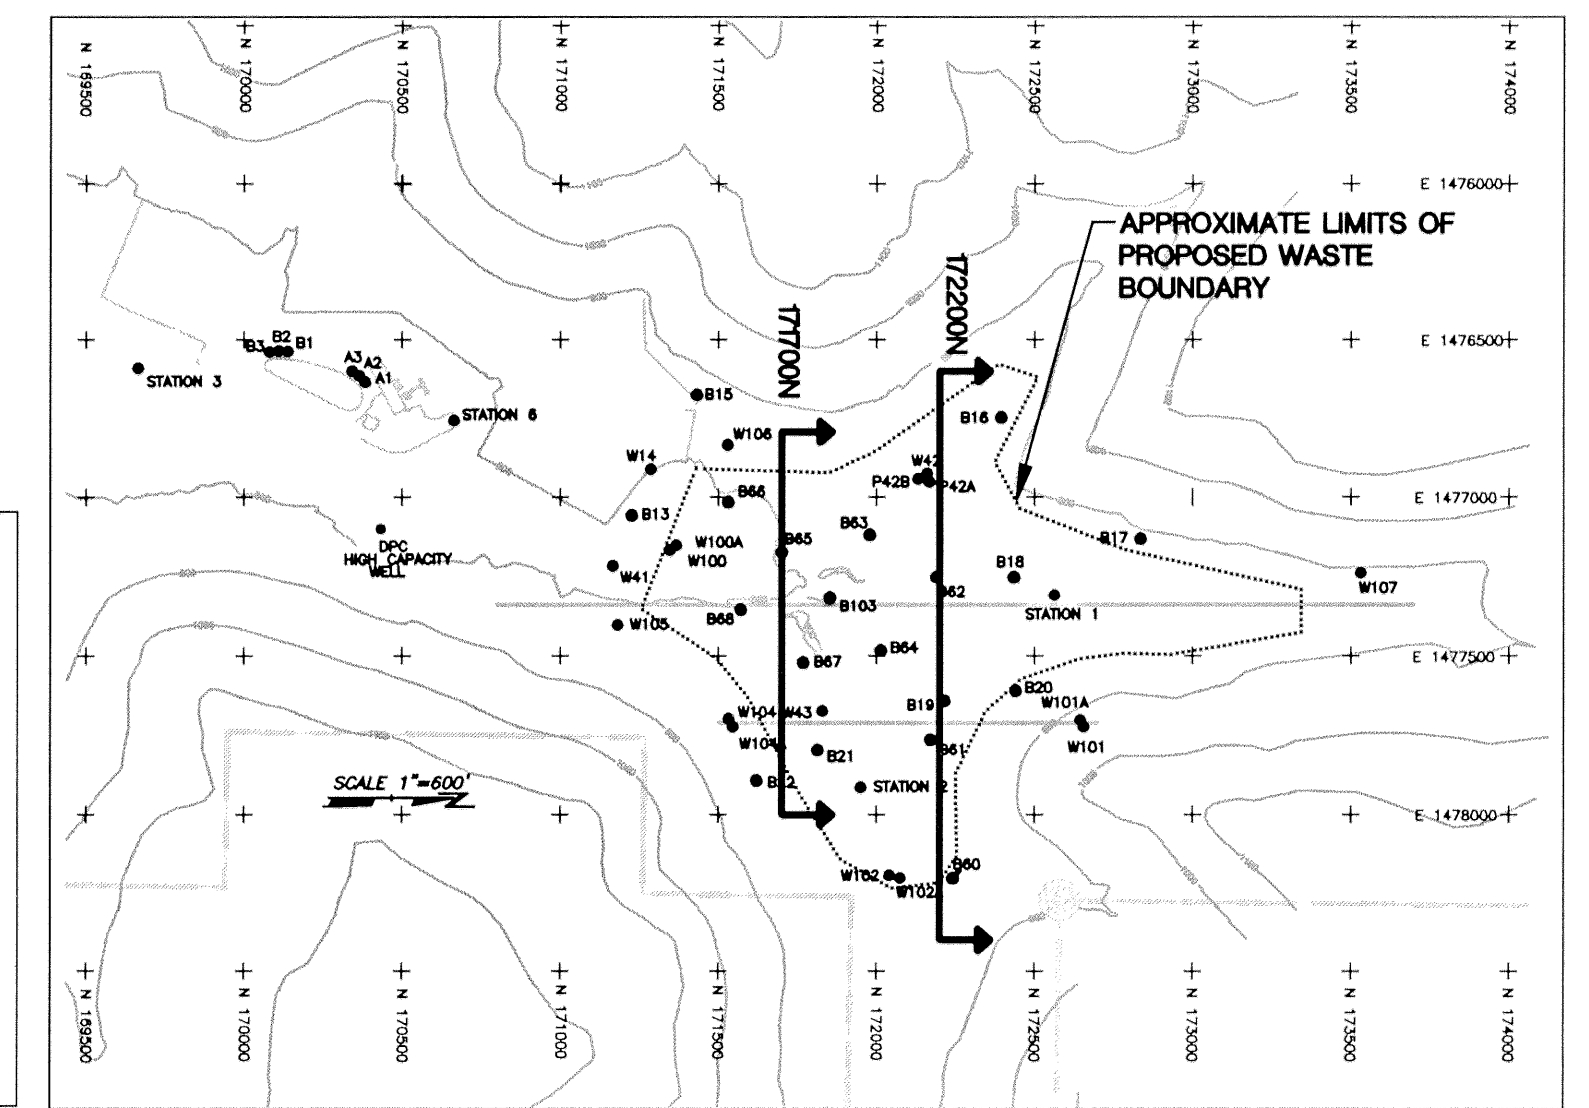 N 169500
N 170000
N 170500
N 171000
N 171500
N 172000
N 172500
N 173000
N 173500
N 174000
E 1476000
APPROXIMATE LIMITS OF
PROPOSED WASTE
BOUNDARY
172200N
171700N
E 1476500
B3
B2
B1
A3
A2
A1
STATION 3
STATION 6
B15
B16
W106
W14
W42
P42B
P42A
B66
E 1477000
B13
B63
B17
W100A
W100
B65
DPC
HIGH CAPACITY
WELL
W41
B18
B62
W107
B103
STATION 1
B68
W105
B64
E 1477500
B67
B20
B19
W101A
W104
W43
W101
B61
B21
SCALE 1"=600'
STATION 2
E 1478000
B60
W102
N 169500
N 170000
N 170500
N 171000
N 171500
N 172000
N 172500
N 173000
N 173500
N 174000